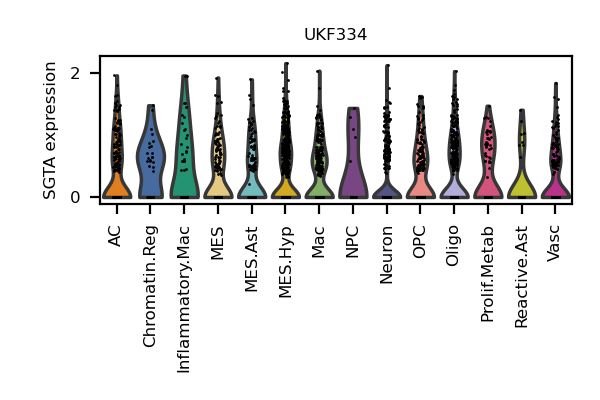 UKF334
SGTA expression
2
0
AC
Chromatin.Reg
Inflammatory.Mac
MES
MES.Ast
MES.Hyp
Mac
NPC
Neuron
OPC
Oligo
Prolif.Metab
Reactive.Ast
Vasc